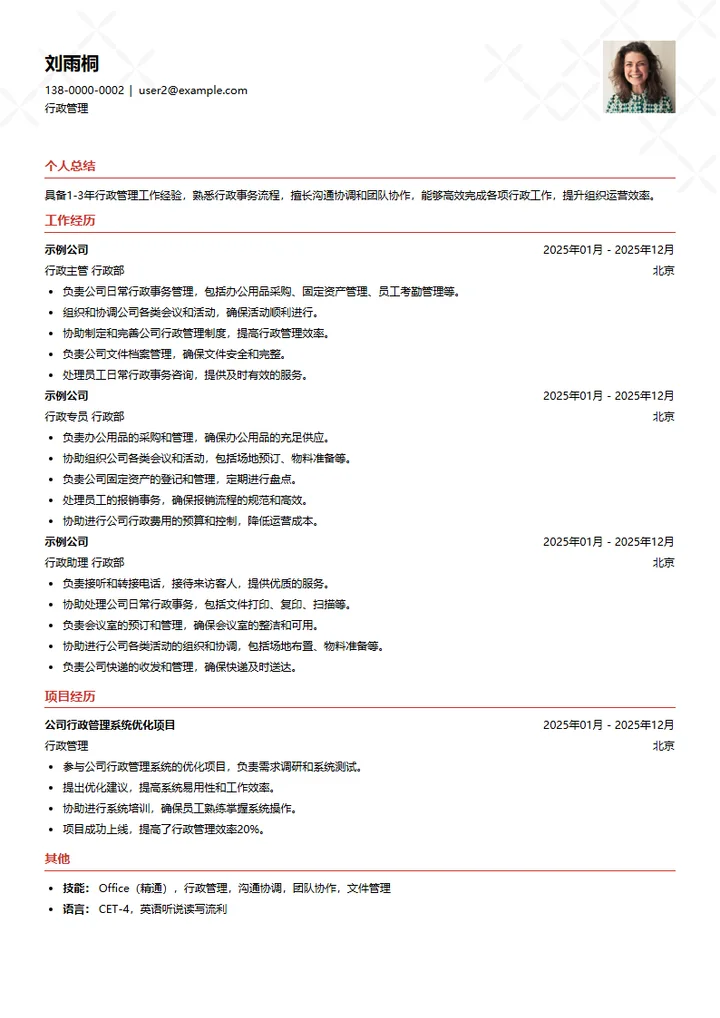 刘雨桐
138-0000-0002 | user2@example.com
行政管理
个人总结
具备1-3年行政管理工作经验，熟悉行政事务流程，擅长沟通协调和团队协作，能够高效完成各项行政工作，提升组织运营效率。
工作经历
示例公司 2025年01月 - 2025年12月
行政主管 行政部 北京
• 负责公司日常行政事务管理，包括办公用品采购、固定资产管理、员工考勤管理等。
• 组织和协调公司各类会议和活动，确保活动顺利进行。
• 协助制定和完善公司行政管理制度，提高行政管理效率。
• 负责公司文件档案管理，确保文件安全和完整。
• 处理员工日常行政事务咨询，提供及时有效的服务。
示例公司 2025年01月 - 2025年12月
行政专员 行政部 北京
• 负责办公用品的采购和管理，确保办公用品的充足供应。
• 协助组织公司各类会议和活动，包括场地预订、物料准备等。
• 负责公司固定资产的登记和管理，定期进行盘点。
• 处理员工的报销事务，确保报销流程的规范和高效。
• 协助进行公司行政费用的预算和控制，降低运营成本。
示例公司 2025年01月 - 2025年12月
行政助理 行政部 北京
• 负责接听和转接电话，接待来访客人，提供优质的服务。
• 协助处理公司日常行政事务，包括文件打印、复印、扫描等。
• 负责会议室的预订和管理，确保会议室的整洁和可用。
• 协助进行公司各类活动的组织和协调，包括场地布置、物料准备等。
• 负责公司快递的收发和管理，确保快递及时送达。
项目经历
公司行政管理系统优化项目 2025年01月 - 2025年12月
行政管理 北京
• 参与公司行政管理系统的优化项目，负责需求调研和系统测试。
• 提出优化建议，提高系统易用性和工作效率。
• 协助进行系统培训，确保员工熟练掌握系统操作。
• 项目成功上线，提高了行政管理效率20%。
其他
• 技能： Office（精通），行政管理，沟通协调，团队协作，文件管理
• 语言： CET-4，英语听说读写流利